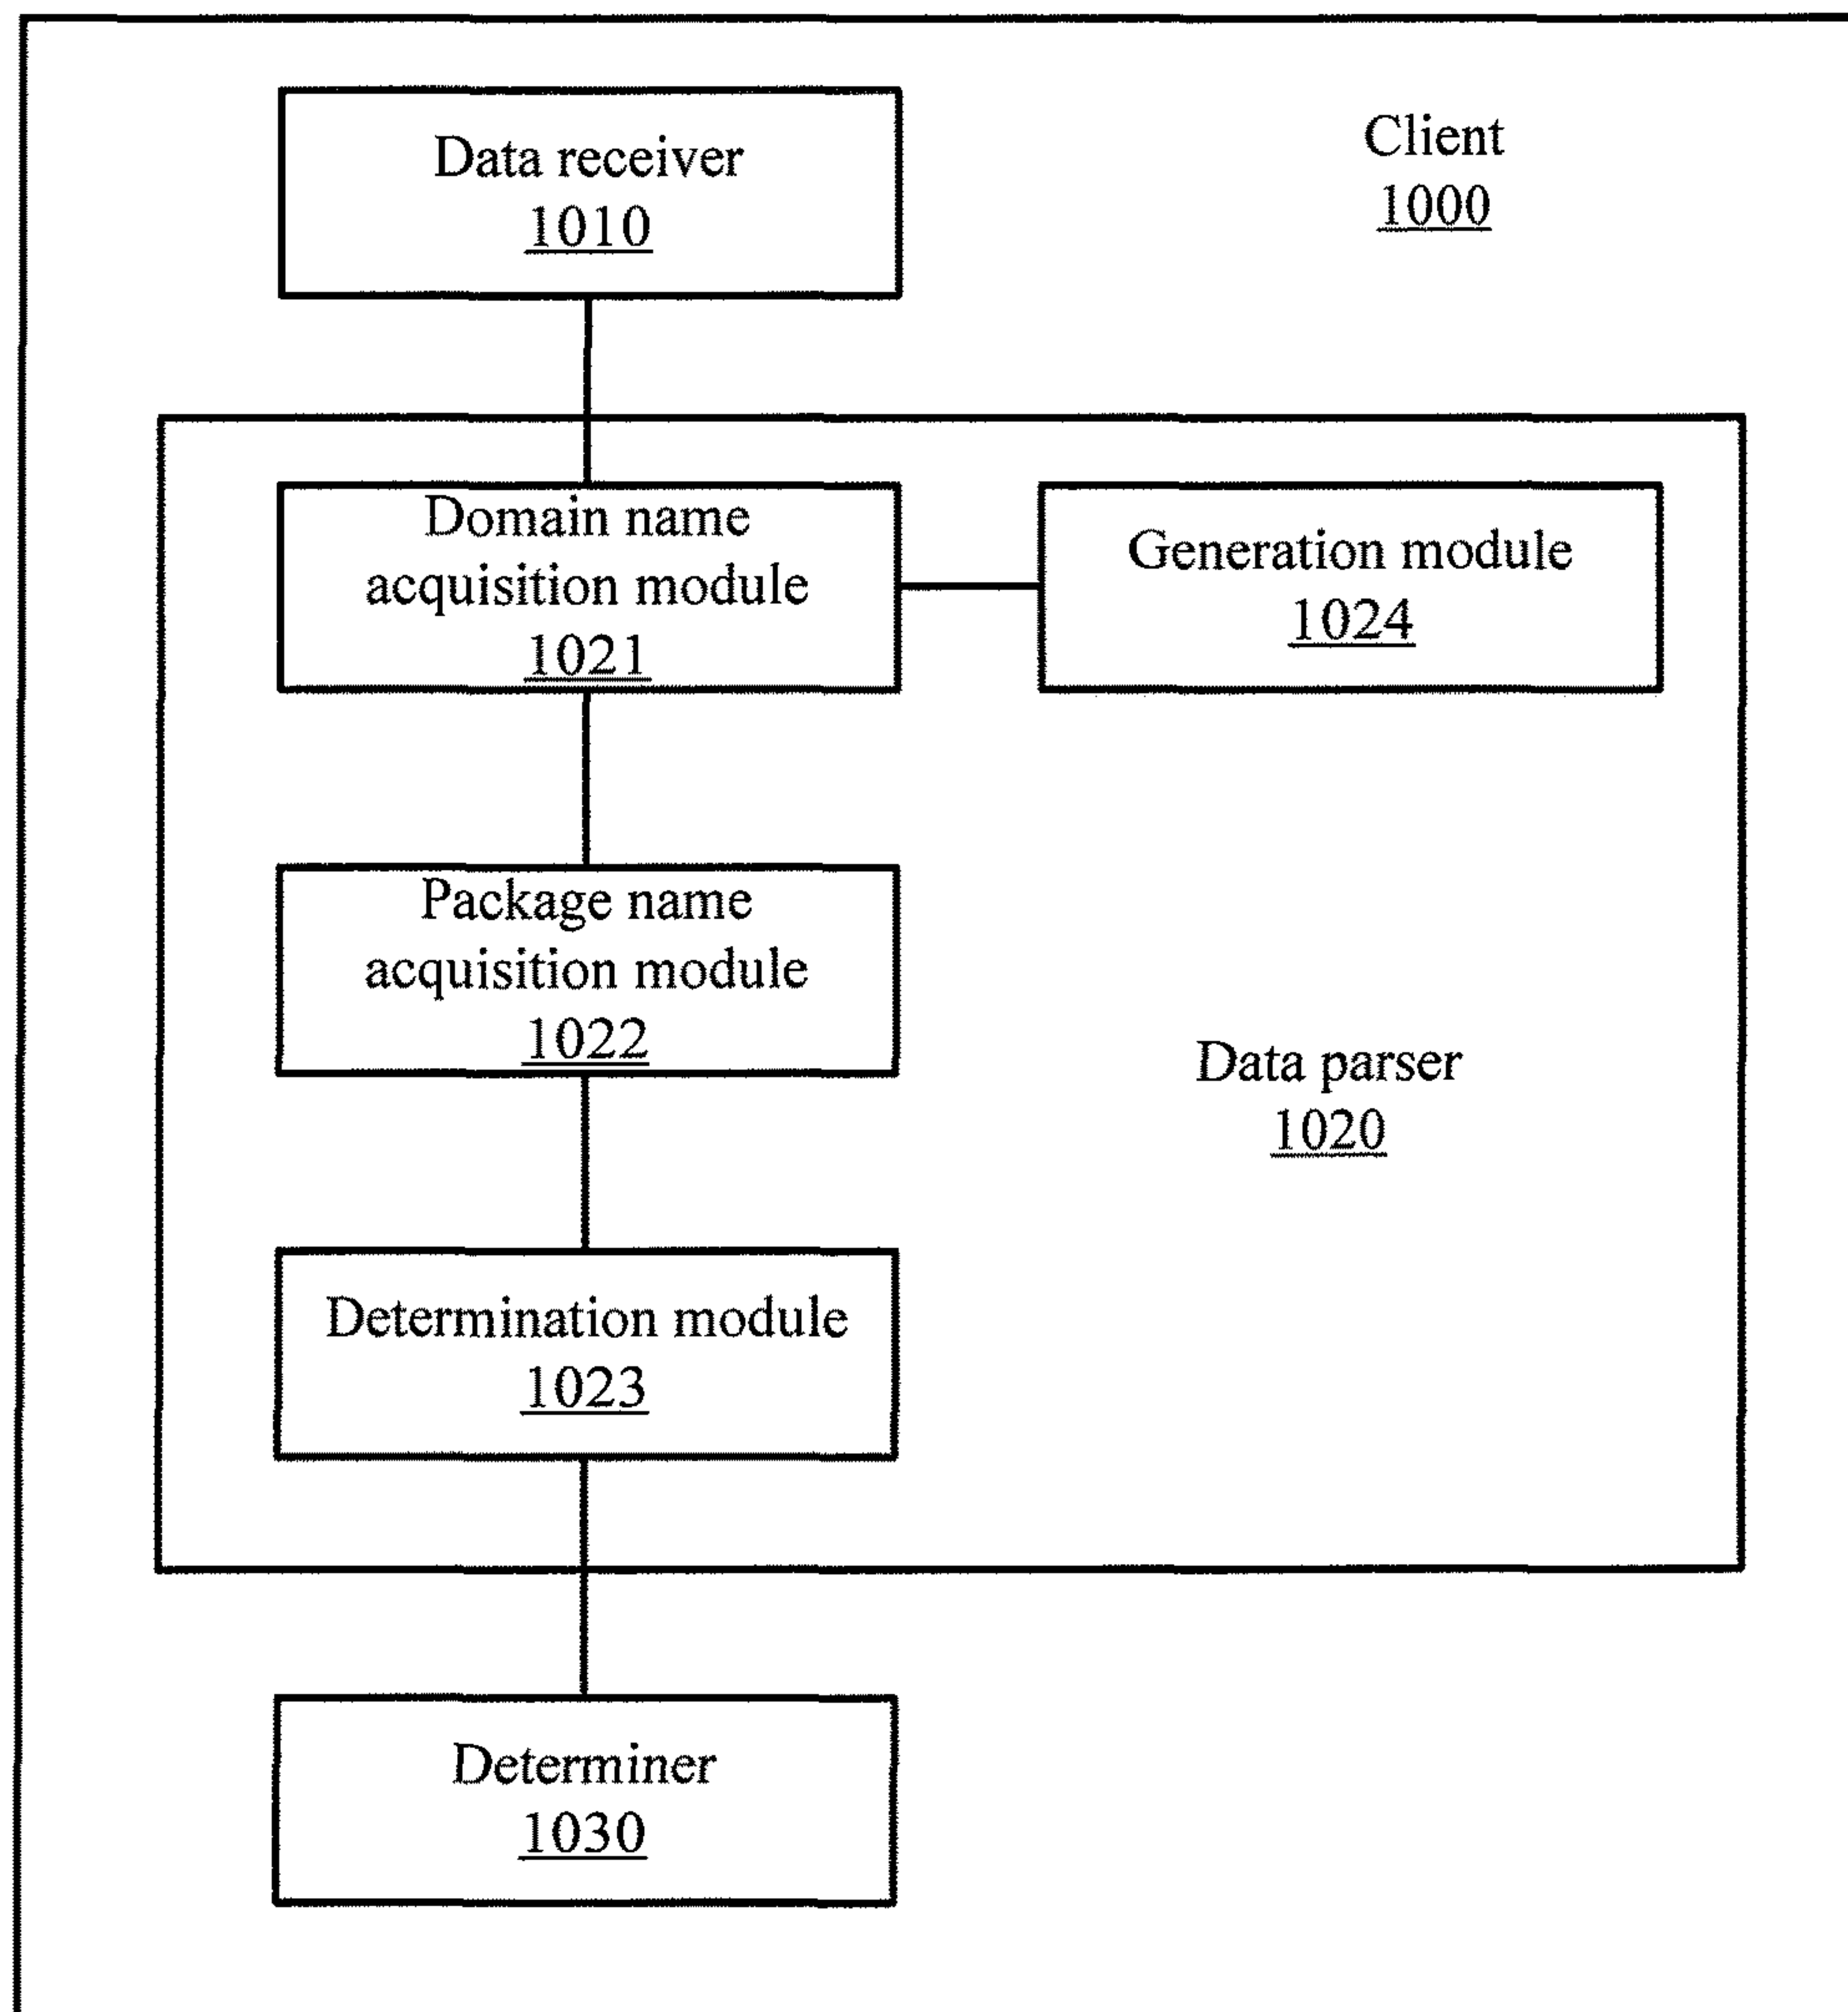 Data receiver
1010
Client
1000
Domain name
acquisition module
1021
Generation module
1024
Package name
acquisition module
1022
Data parser
1020
Determination module
1023
Determiner
1030